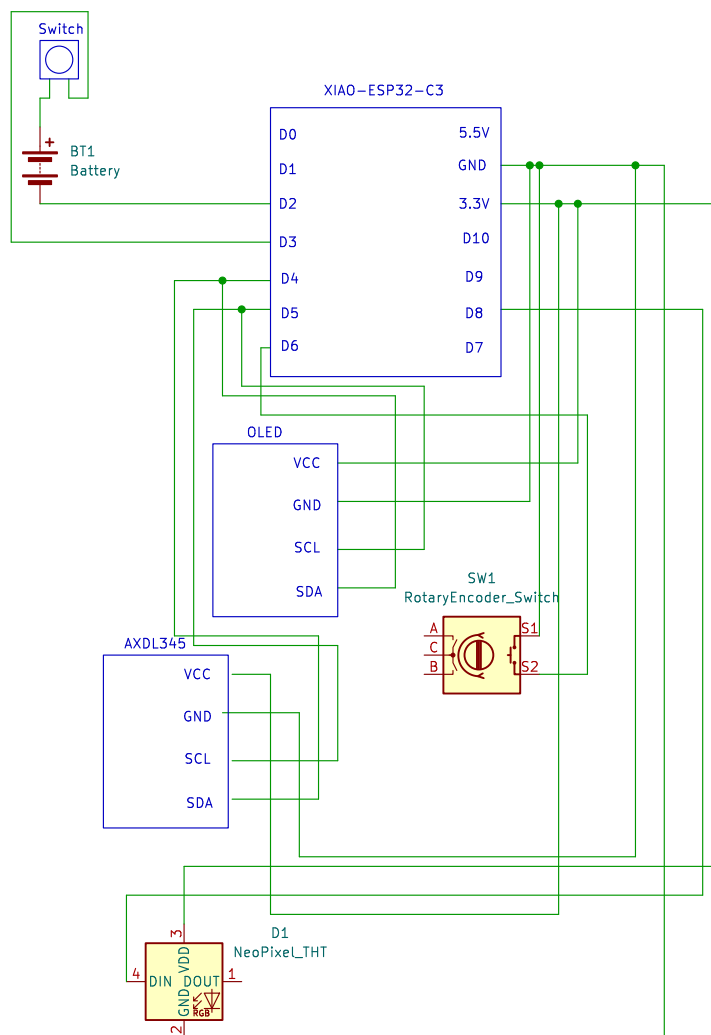 Switch
XIAO-ESP32-C3
BT1
Battery
+
D0
D1
D2
D3
D4
D5
D6
5.5V
GND
3.3V
D10
D9
D8
D7
OLED
VCC
GND
SCL
SDA
SW1
RotaryEncoder_Switch
A
C
B
S1
S2
AXDL345
VCC
GND
SCL
SDA
D1
NeoPixel_THT
3
VDD
4
DIN
DOUT
1
GND
RGB
2